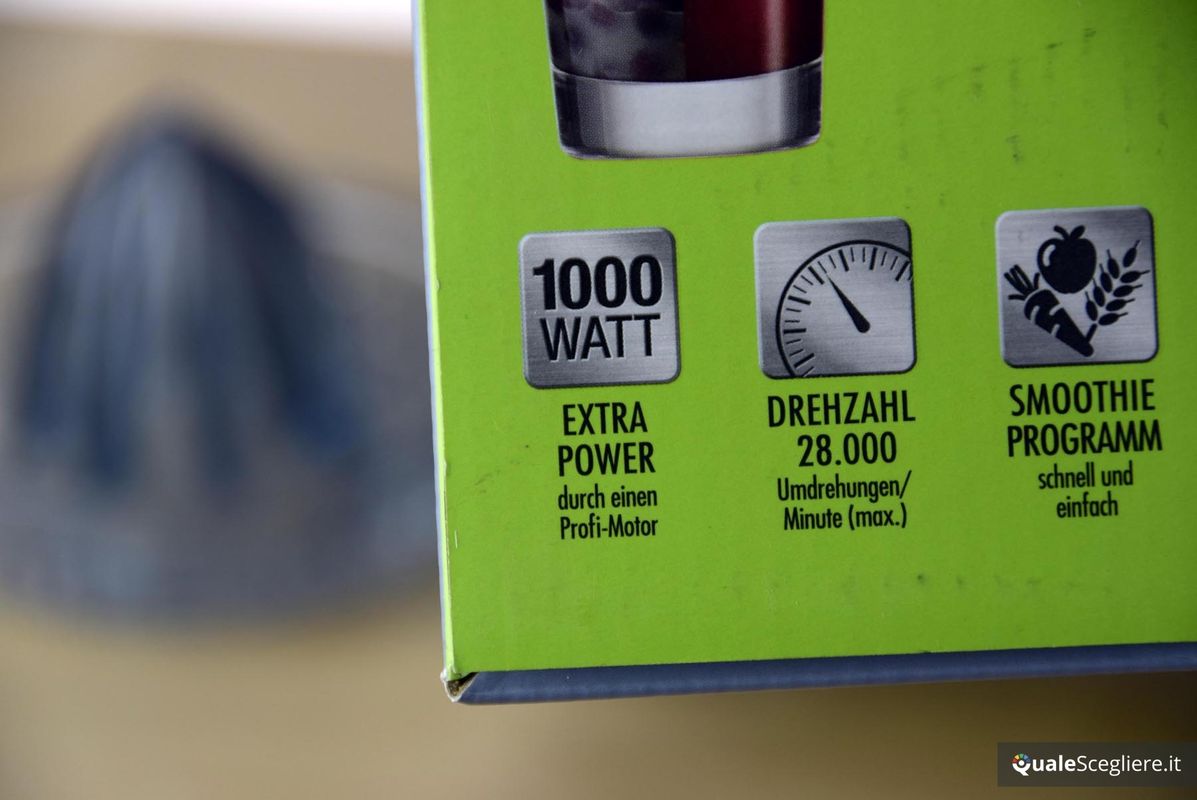 1000
WATT
EXTRA
POWER
durch einen
Profi-Motor
DREHZAHL
28.000
Umdrehungen/
Minute (max.)
SMOOTHIE
PROGRAMM
schnell und
einfach
QualeScegliere.it